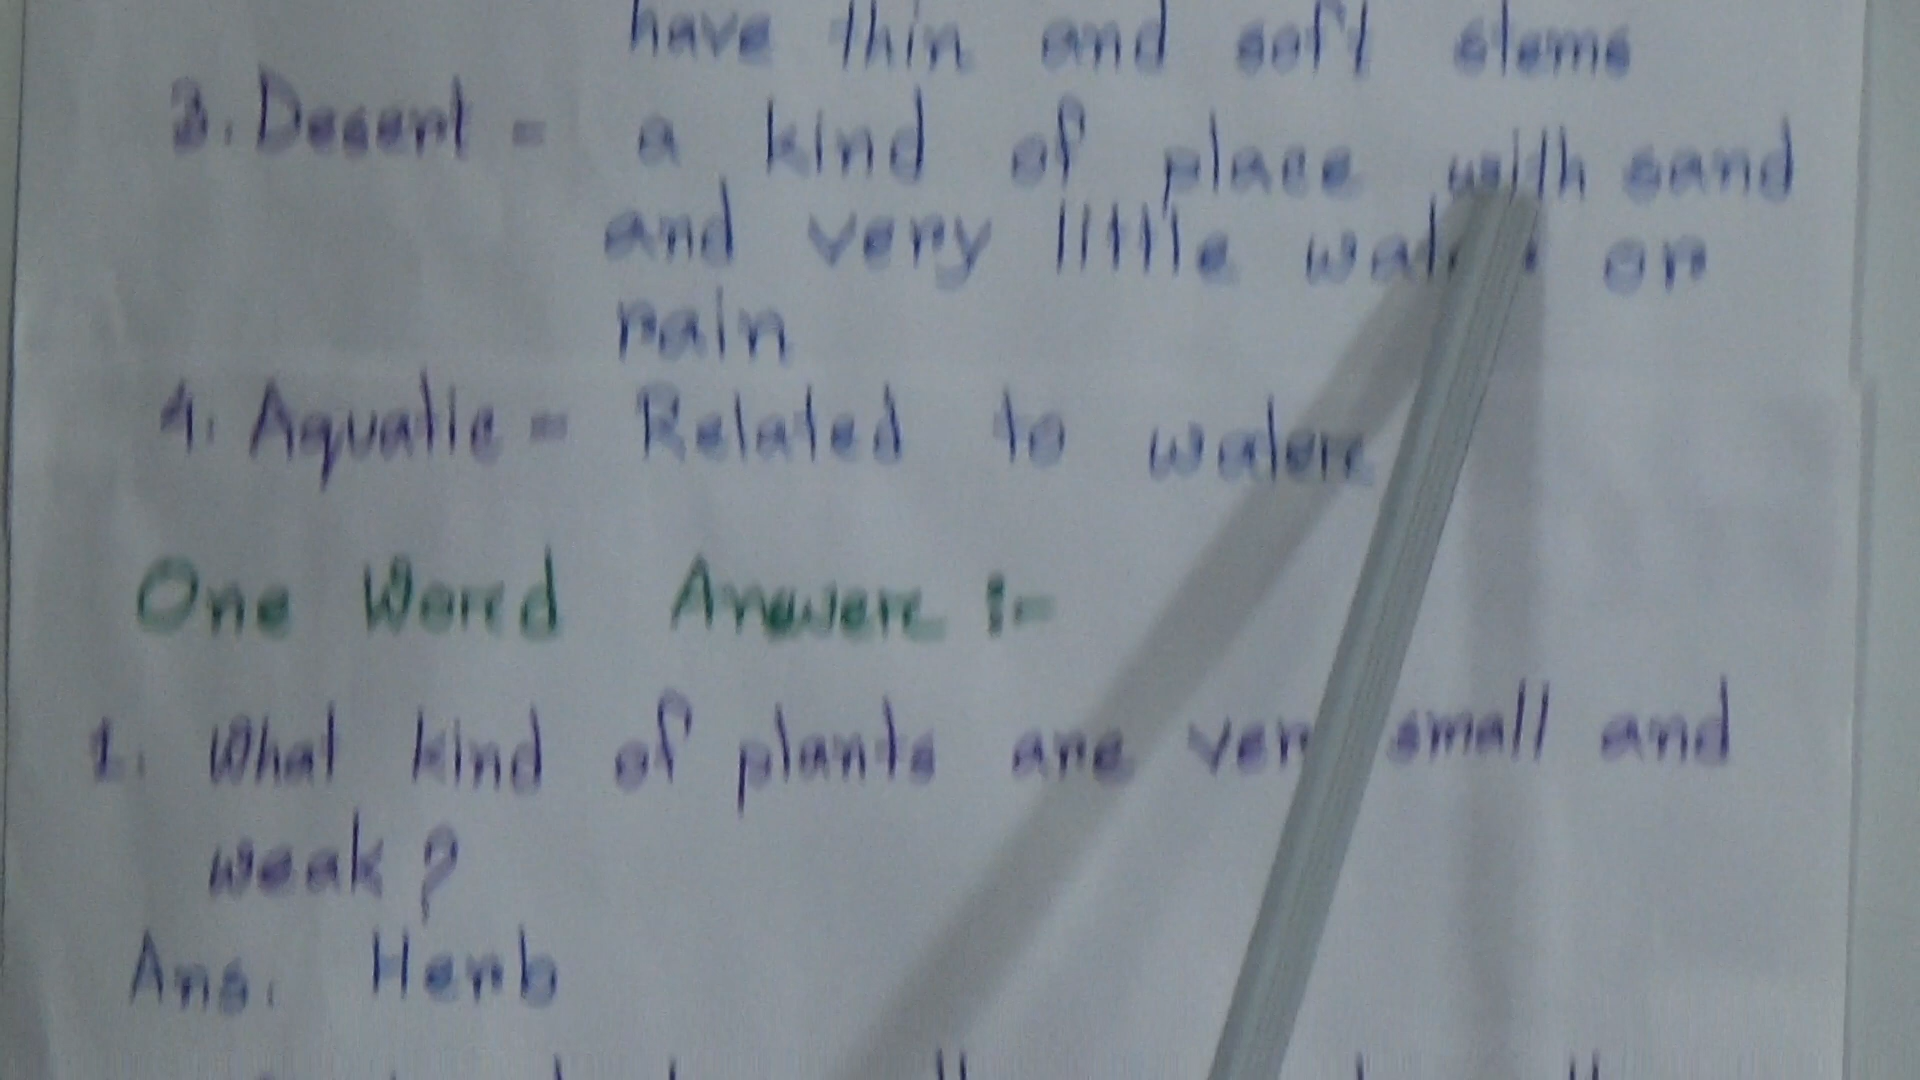 have thin and soft stems
3. Desert = a kind of place with sand
and very little water or
rain
4. Aquatic = Related to water
One Word Answer :-
1. What kind of plants are very small and
weak?
Ans. Herb